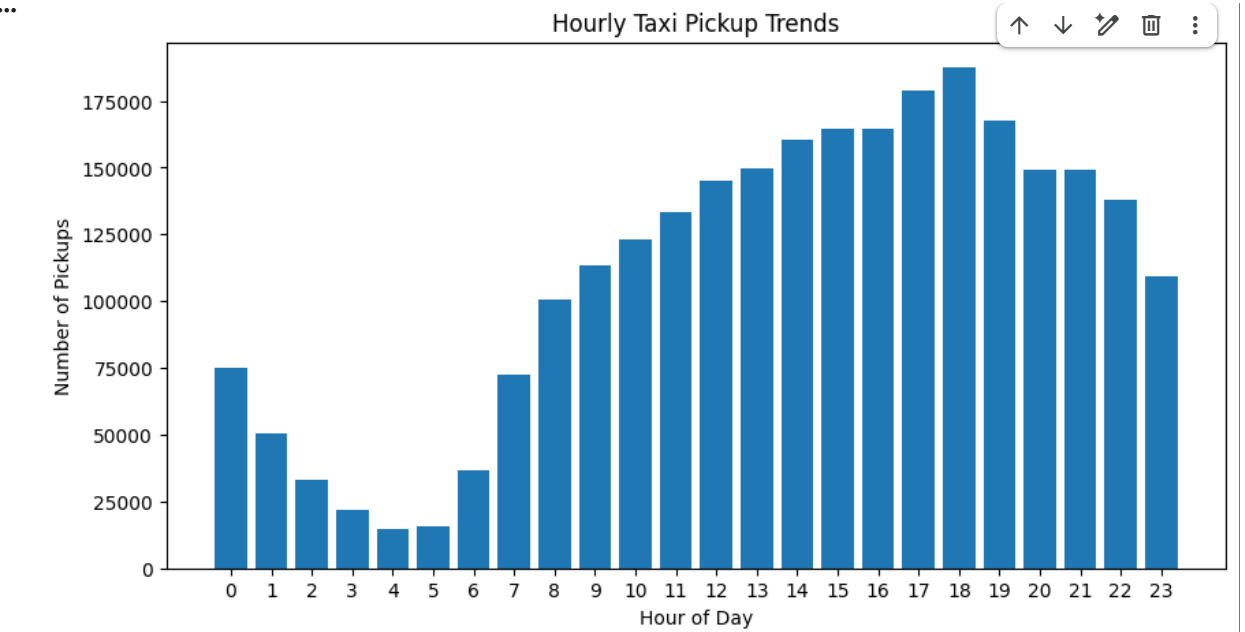 ...
Hourly Taxi Pickup Trends
Number of Pickups
175000
150000
125000
100000
75000
50000
25000
0
0 1 2 3 4 5 6 7 8 9 10 11 12 13 14 15 16 17 18 19 20 21 22 23
Hour of Day